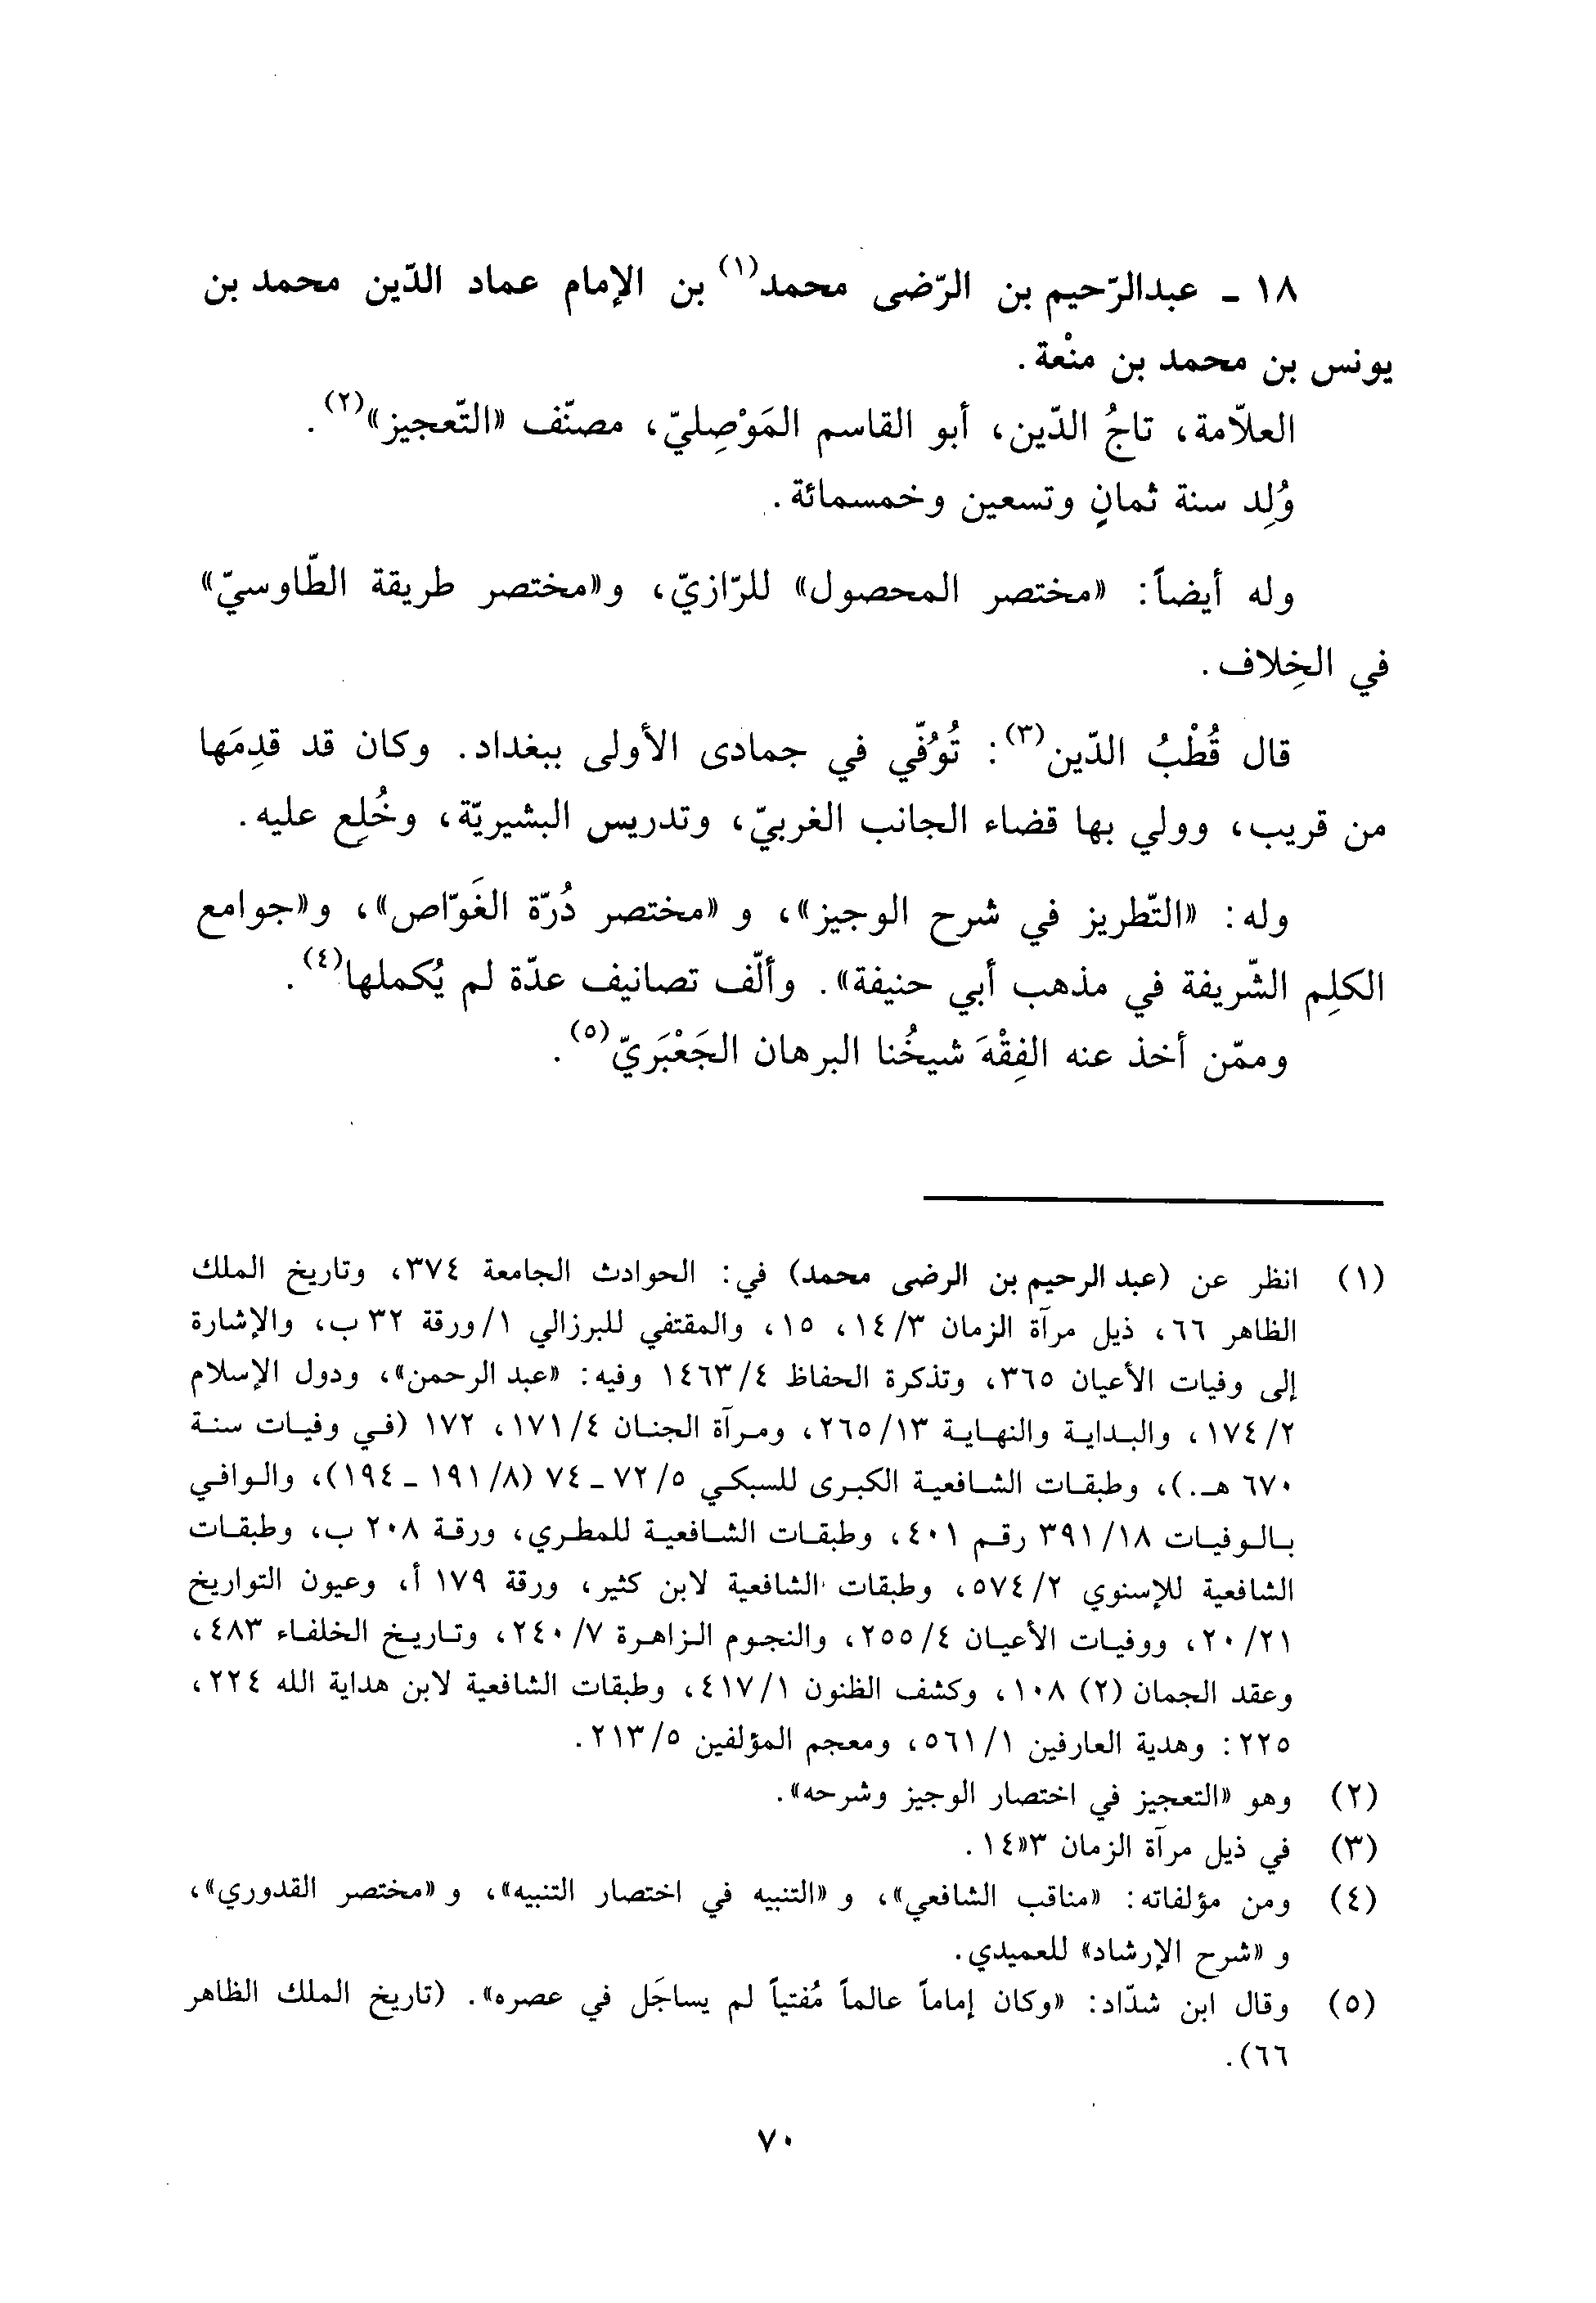 ١٨ ـ عبدالرّحيم بن الرّضى محمد(١) بن الإمام عماد الدّين محمد بن
يونس بن محمد بن منْعة.
العلاّمة، تاجُ الدّين، أبو القاسم المَوْصِليّ، مصنّف «التّعجيز»(٢).
وُلِد سنة ثمانٍ وتسعين وخمسمائة.
وله أيضاً: «مختصر المحصول» للرّازيّ، و«مختصر طريقة الطّاوسيّ»
في الخِلاف.
قال قُطْبُ الدّين(٣): تُوُفّي في جمادى الأولى ببغداد. وكان قد قدِمَها
من قريب، وولي بها قضاء الجانب الغربيّ، وتدريس البشيريّة، وخُلِع عليه.
وله: «التّطريز في شرح الوجيز»، و «مختصر دُرّة الغَوّاص»، و«جوامع
الكلِم الشّريفة في مذهب أبي حنيفة». وألّف تصانيف عدّة لم يُكملها(٤).
وممّن أخذ عنه الفِقْهَ شيخُنا البرهان الجَعْبَريّ(٥).
(١) انظر عن (عبد الرحيم بن الرضى محمد) في: الحوادث الجامعة ٣٧٤، وتاريخ الملك
الظاهر ٦٦، ذيل مرآة الزمان ١٤/٣، ١٥، والمقتفي للبرزالي ١/ورقة ٣٢ ب، والإشارة
إلى وفيات الأعيان ٣٦٥، وتذكرة الحفاظ ١٤٦٣/٤ وفيه: «عبد الرحمن»، ودول الإسلام
١٧٤/٢، والبداية والنهاية ٢٦٥/١٣، ومرآة الجنان ١٧١/٤، ١٧٢ (في وفيات سنة
٦٧٠ هـ.)، وطبقات الشافعية الكبرى للسبكي ٧٢/٥ ـ ٧٤ (١٩١/٨ ـ ١٩٤)، والوافي
بالوفيات ٣٩١/١٨ رقم ٤٠١، وطبقات الشافعية للمطري، ورقة ٢٠٨ ب، وطبقات
الشافعية للإسنوي ٥٧٤/٢، وطبقات الشافعية لابن كثير، ورقة ١٧٩ أ، وعيون التواريخ
٢٠/٢١، ووفيات الأعيان ٢٥٥/٤، والنجوم الزاهرة ٢٤٠/٧، وتاريخ الخلفاء ٤٨٣،
وعقد الجمان (٢) ١٠٨، وكشف الظنون ٤١٧/١، وطبقات الشافعية لابن هداية الله ٢٢٤،
٢٢٥: وهدية العارفين ٥٦١/١، ومعجم المؤلفين ٢١٣/٥.
(٢) وهو «التعجيز في اختصار الوجيز وشرحه».
(٣) في ذيل مرآة الزمان ٣«١٤.
(٤) ومن مؤلفاته: «مناقب الشافعي»، و «التنبيه في اختصار التنبيه»، و «مختصر القدوري»،
و «شرح الإرشاد» للعميدي.
(٥) وقال ابن شدّاد: «وكان إماماً عالماً مُفتياً لم يساجَل في عصره». (تاريخ الملك الظاهر
٦٦).
٧٠